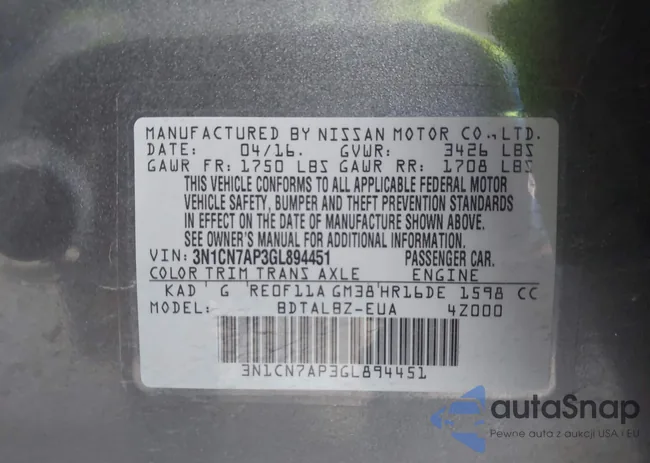 MANUFACTURED BY NISSAN MOTOR CO.,LTD.
DATE: 04/16. GVWR: 3426 LBS
GAWR FR: 1750 LBS GAWR RR: 1708 LBS
THIS VEHICLE CONFORMS TO ALL APPLICABLE FEDERAL MOTOR
VEHICLE SAFETY, BUMPER AND THEFT PREVENTION STANDARDS
IN EFFECT ON THE DATE OF MANUFACTURE SHOWN ABOVE.
SEE OWNER'S MANUAL FOR ADDITIONAL INFORMATION.
VIN: 3N1CN7AP3GL894451 PASSENGER CAR.
COLOR TRIM TRANS AXLE ENGINE
KAD G RE0F11A GM38 HR16DE 1598 CC
MODEL: BDTALBZ-EUA 4Z000
3N1CN7AP3GL894451
autaSnap
Pewne auta z aukcji USA i EU